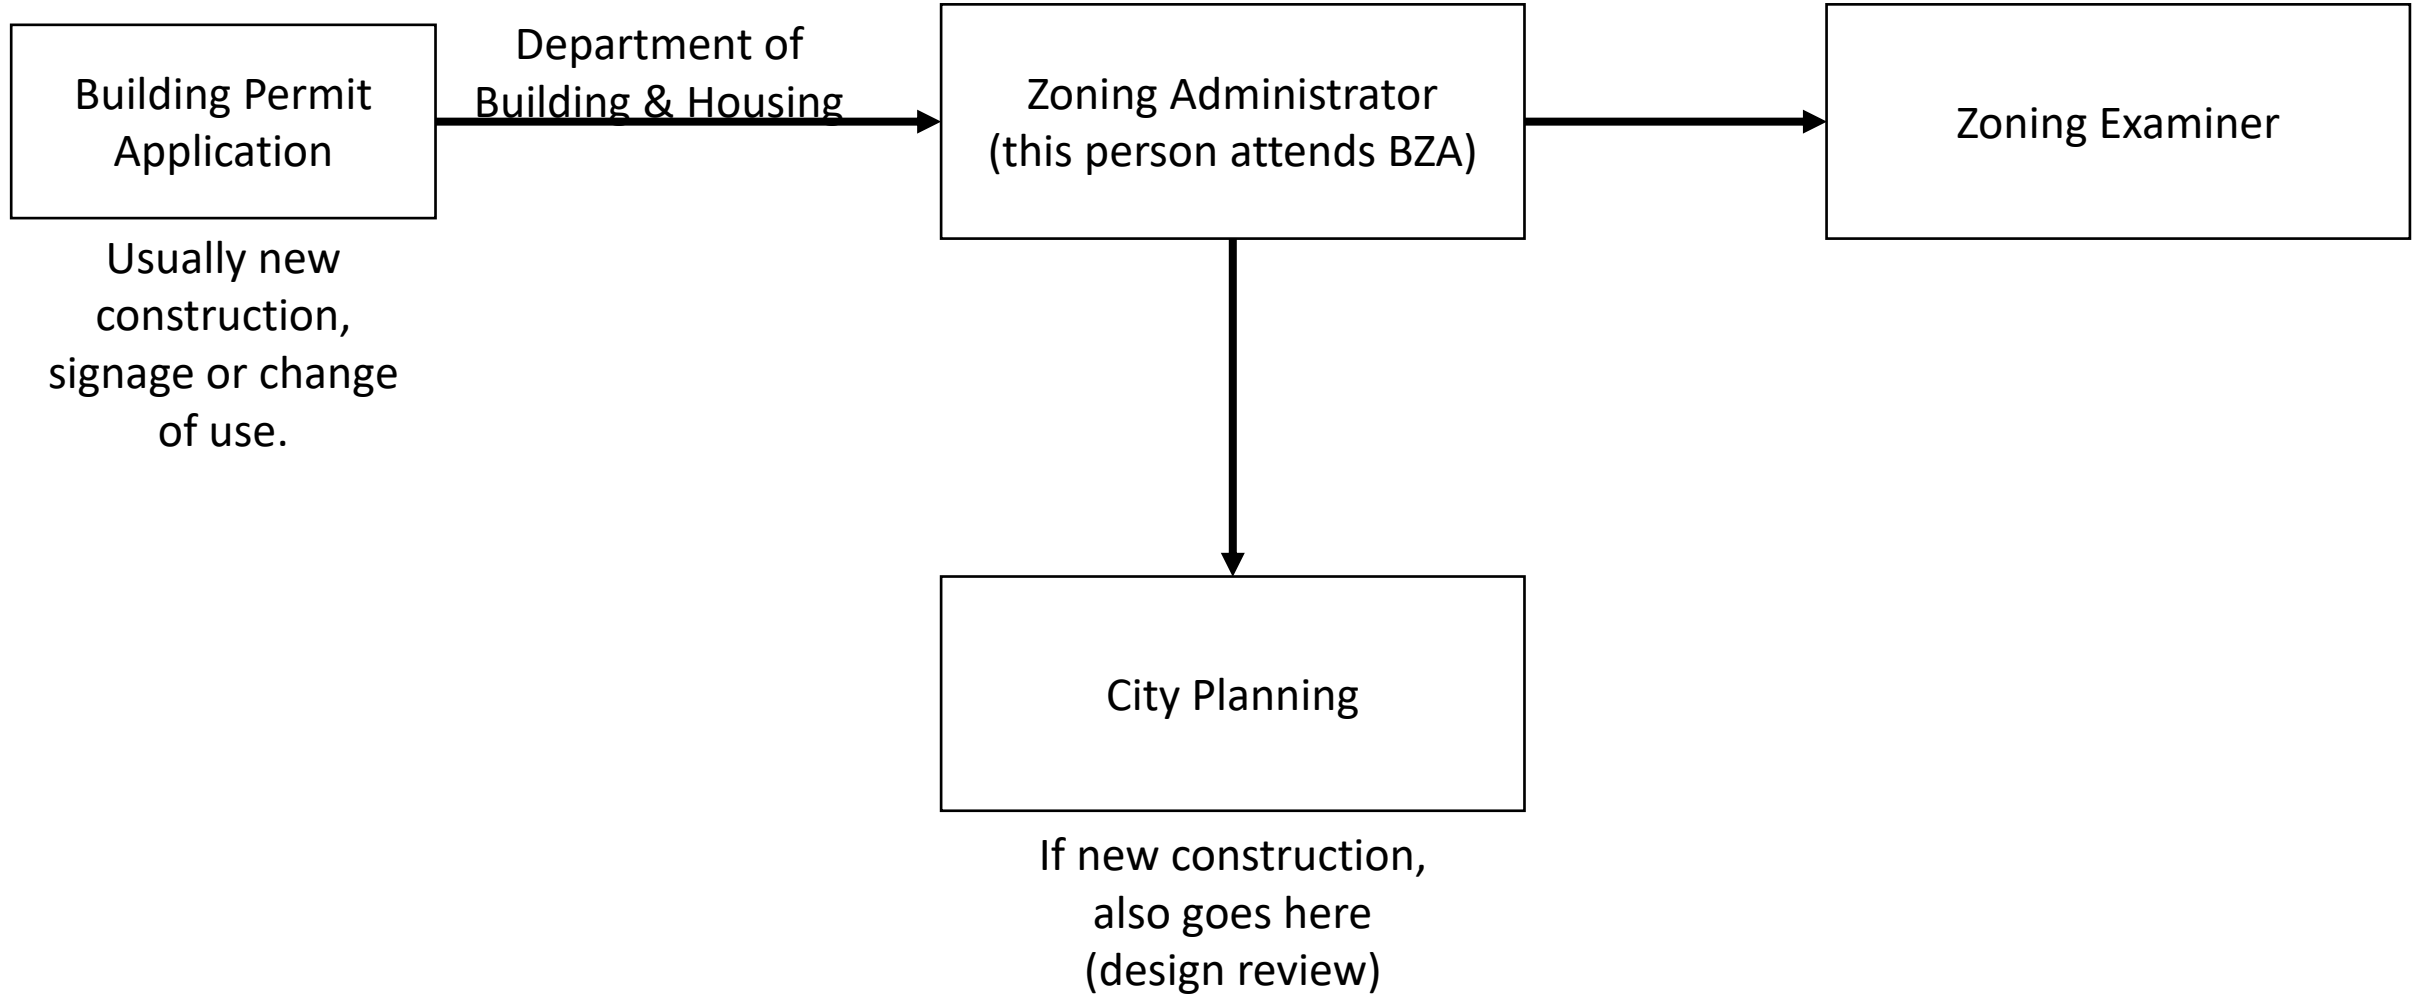 Building Permit
Application
Usually new
construction,
signage or change
of use.
Department of
Building & Housing
Zoning Administrator
(this person attends BZA)
Zoning Examiner
City Planning
If new construction,
also goes here
(design review)